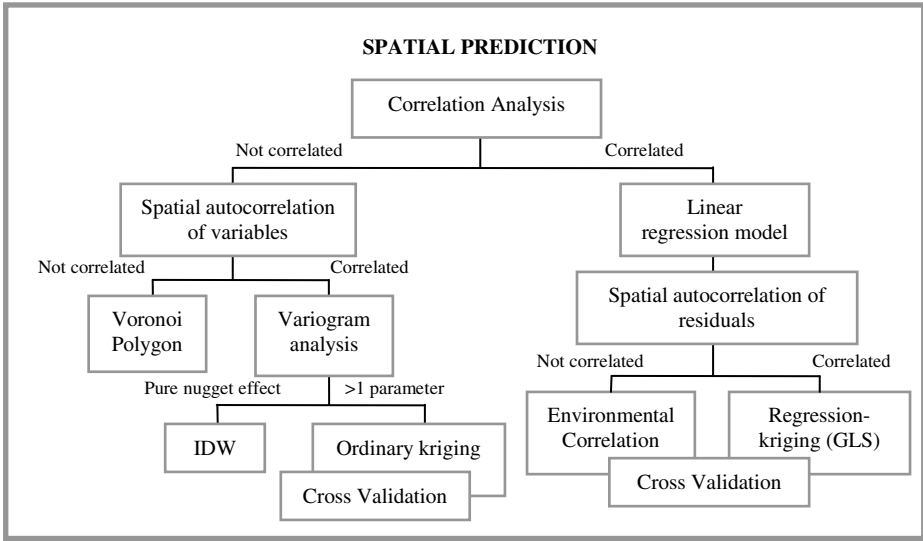 SPATIAL PREDICTION
Correlation Analysis
Not correlated
Correlated
Spatial autocorrelation
of variables
Linear
regression model
Not correlated
Correlated
Voronoi
Polygon
Variogram
analysis
Spatial autocorrelation of
residuals
Not correlated
Correlated
Pure nugget effect
>1 parameter
IDW
Ordinary kriging
Cross Validation
Environmental
Correlation
Regression-
kriging (GLS)
Cross Validation